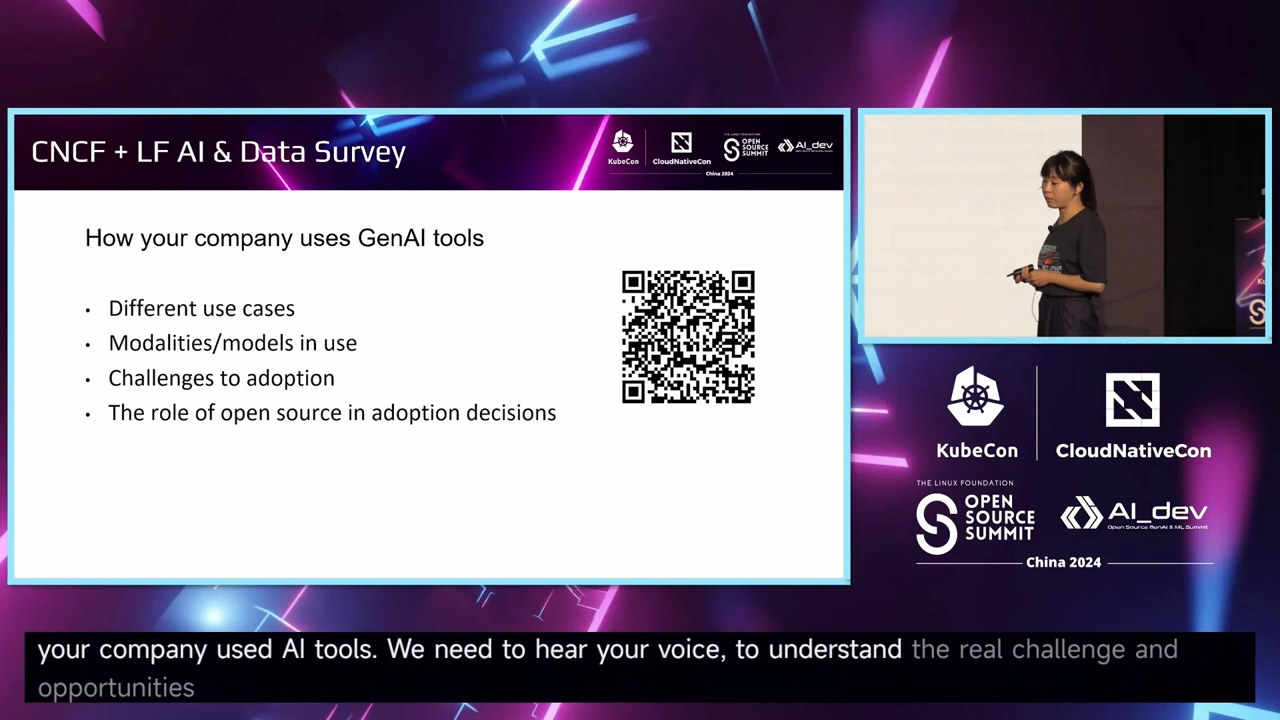 CNCF + LF AI & Data Survey
KubeCon
CloudNativeCon
THE LINUX FOUNDATION
OPEN
SOURCE
SUMMIT
AI_dev
China 2024
How your company uses GenAI tools
• Different use cases
• Modalities/models in use
• Challenges to adoption
• The role of open source in adoption decisions
KubeCon
CloudNativeCon
THE LINUX FOUNDATION
OPEN
SOURCE
SUMMIT
AI_dev
Open Source GenAI & ML Summit
China 2024
your company used AI tools. We need to hear your voice, to understand the real challenge and
opportunities